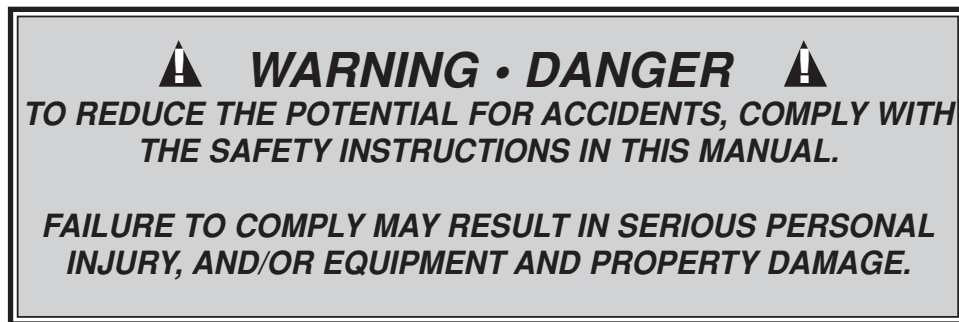 WARNING • DANGER
TO REDUCE THE POTENTIAL FOR ACCIDENTS, COMPLY WITH
THE SAFETY INSTRUCTIONS IN THIS MANUAL.
FAILURE TO COMPLY MAY RESULT IN SERIOUS PERSONAL
INJURY, AND/OR EQUIPMENT AND PROPERTY DAMAGE.